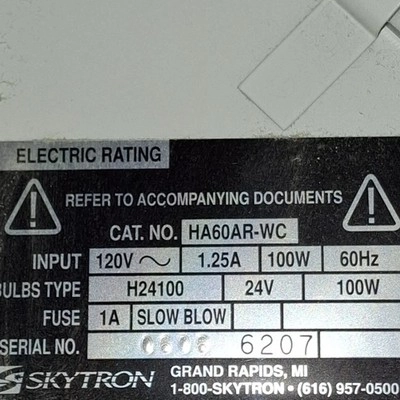 ELECTRIC RATING
REFER TO ACCOMPANYING DOCUMENTS
CAT. NO. HA60AR-WC
INPUT 120V ~ 1.25A 100W 60Hz
BULBS TYPE H24100 24V 100W
FUSE 1A SLOW BLOW
SERIAL NO. 6207
SKYTRON GRAND RAPIDS, MI
1-800-SKYTRON • (616) 957-0500